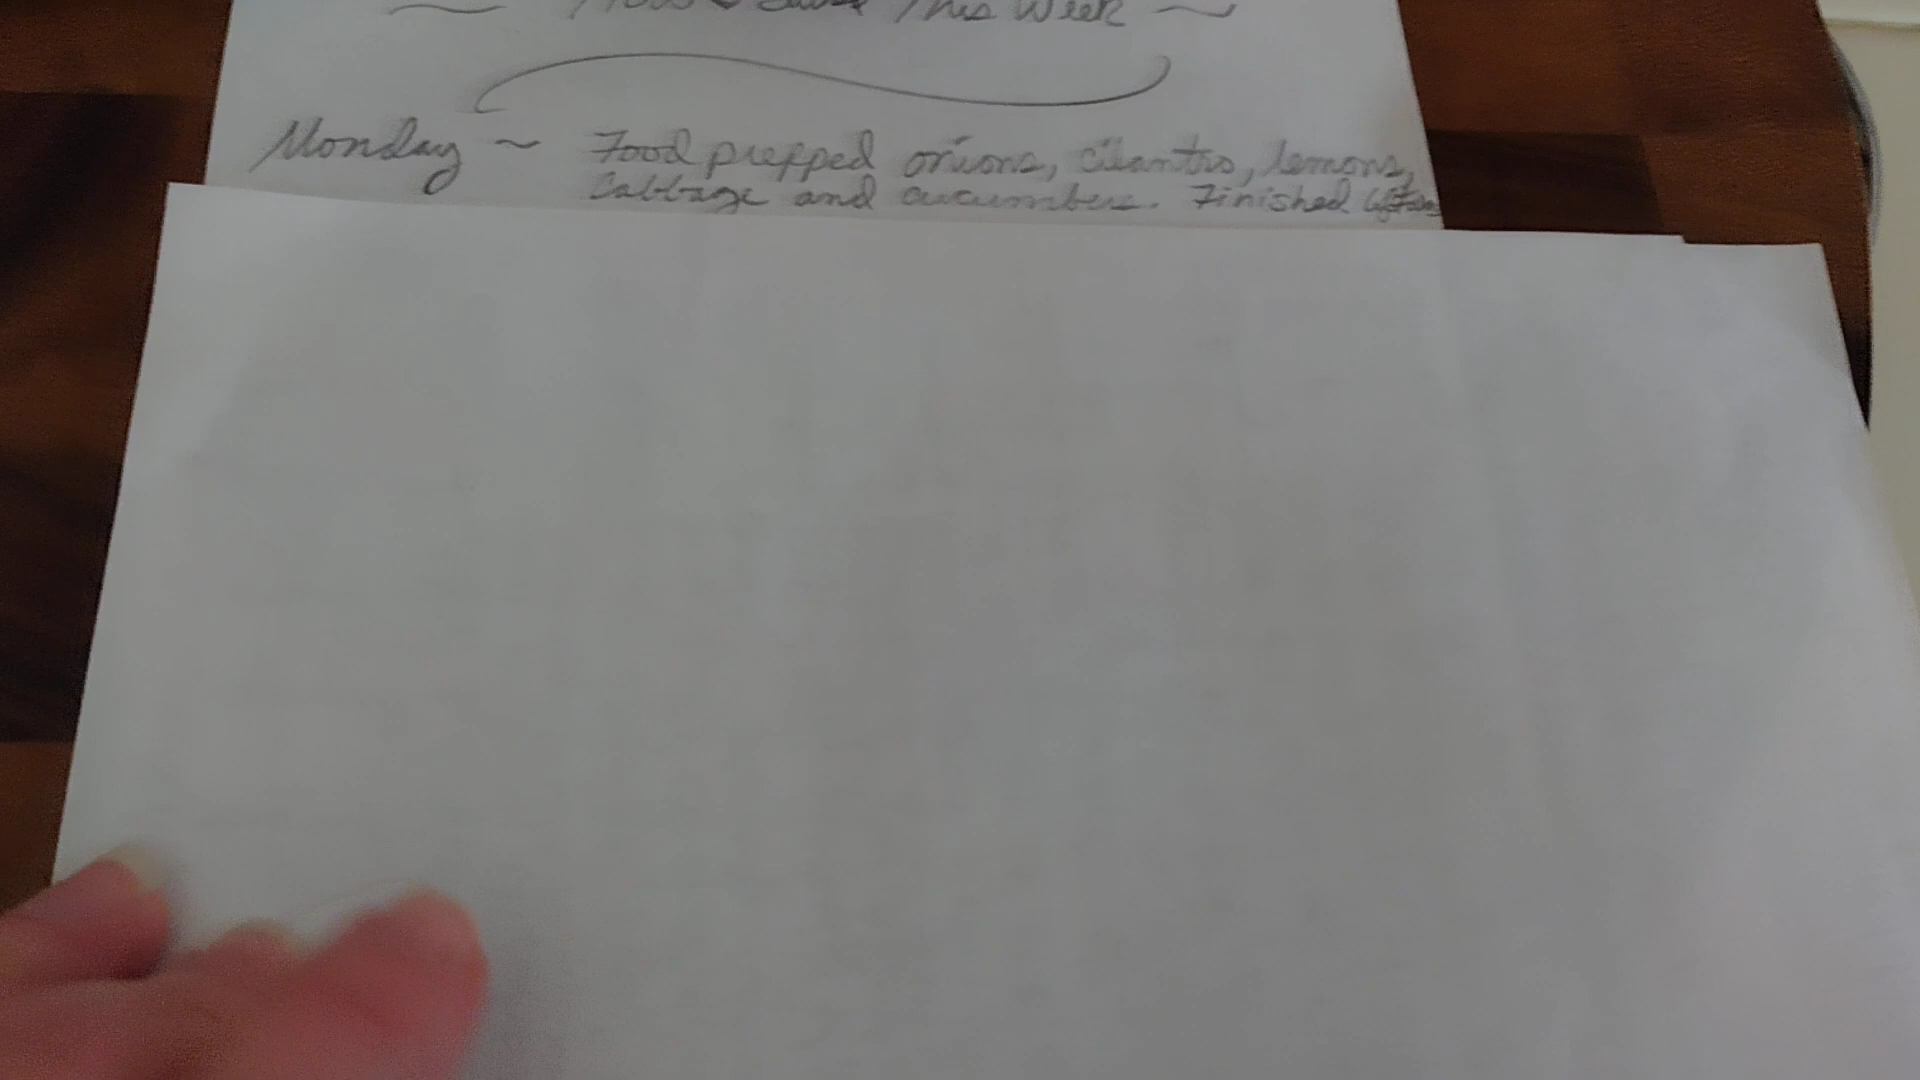 ~ This Week ~
Monday ~ Food prepped onions, cilantro, lemons,
Cabbage and cucumbers. Finished